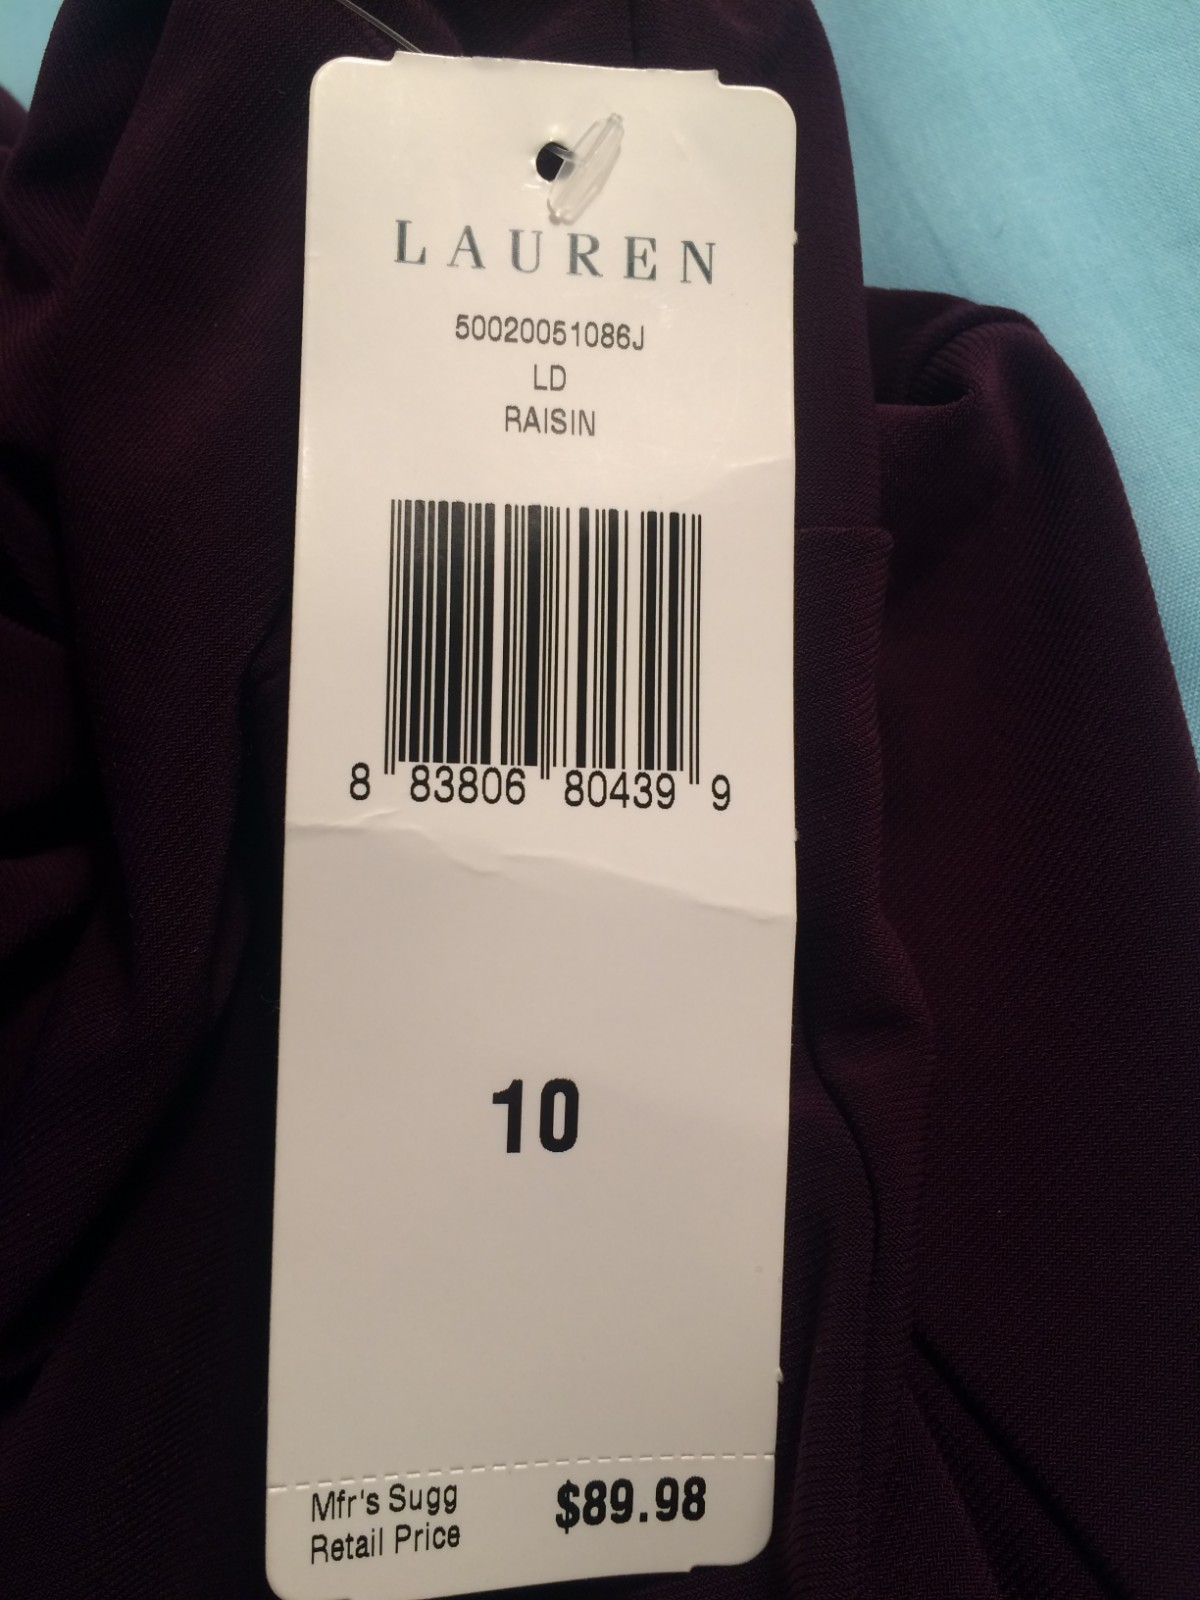 LAUREN
50020051086J
LD
RAISIN
8 83806 80439 9
10
Mfr's Sugg
Retail Price
$89.98